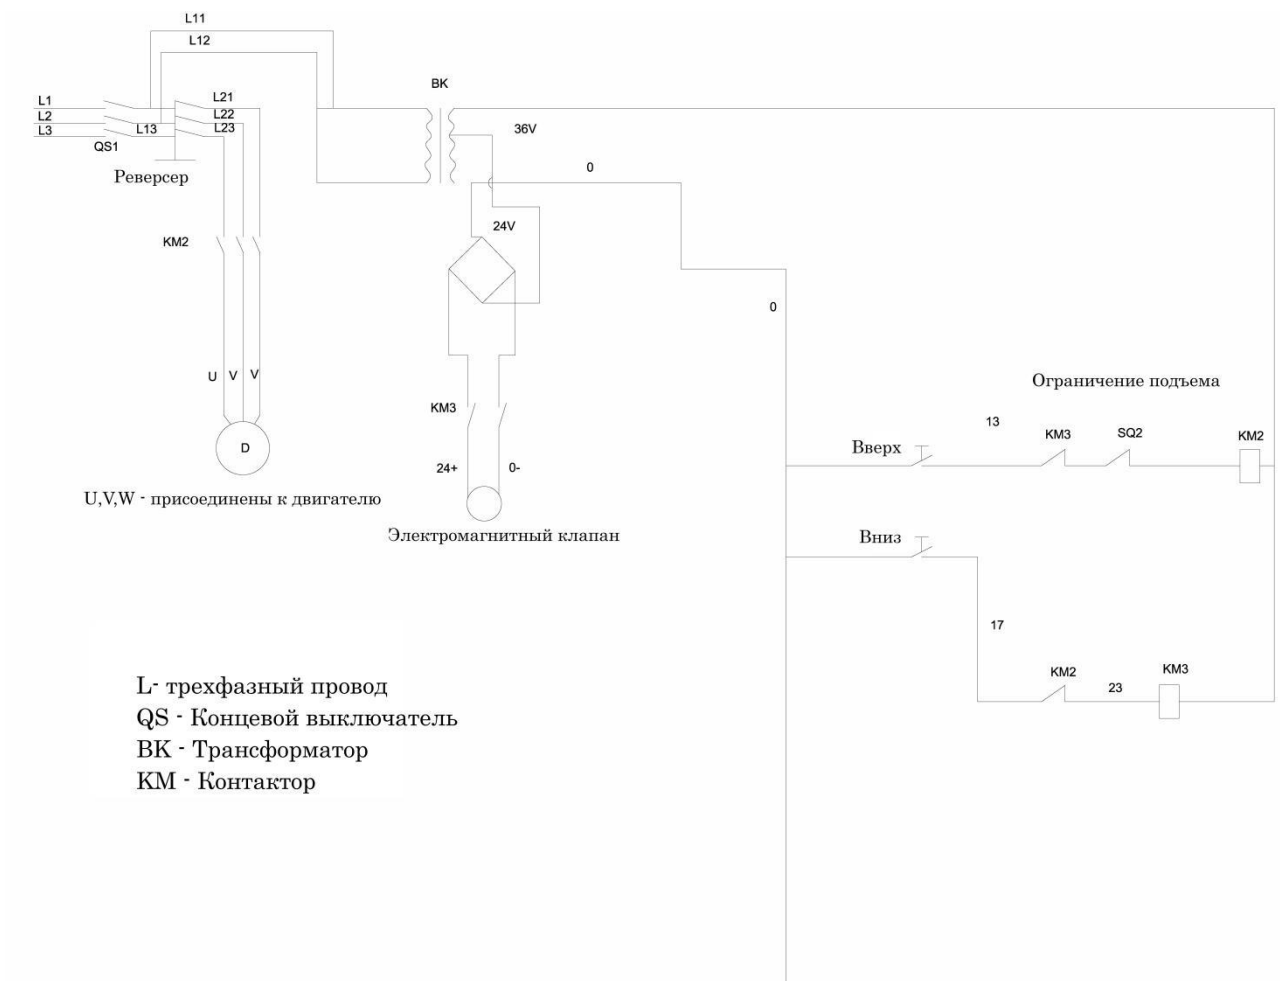 L11
L12
BK
L1
L21
L2
L22
36V
L3
L13
L23
QS1
0
Реверсер
24V
KM2
0
U
V
V
Ограничение подъема
KM3
13
KM3
SQ2
KM2
Вверх
D
24+
0-
U,V,W - присоединены к двигателю
Электромагнитный клапан
Вниз
17
KM2
23
KM3
L- трехфазный провод
QS - Концевой выключатель
BK - Трансформатор
KM - Контактор